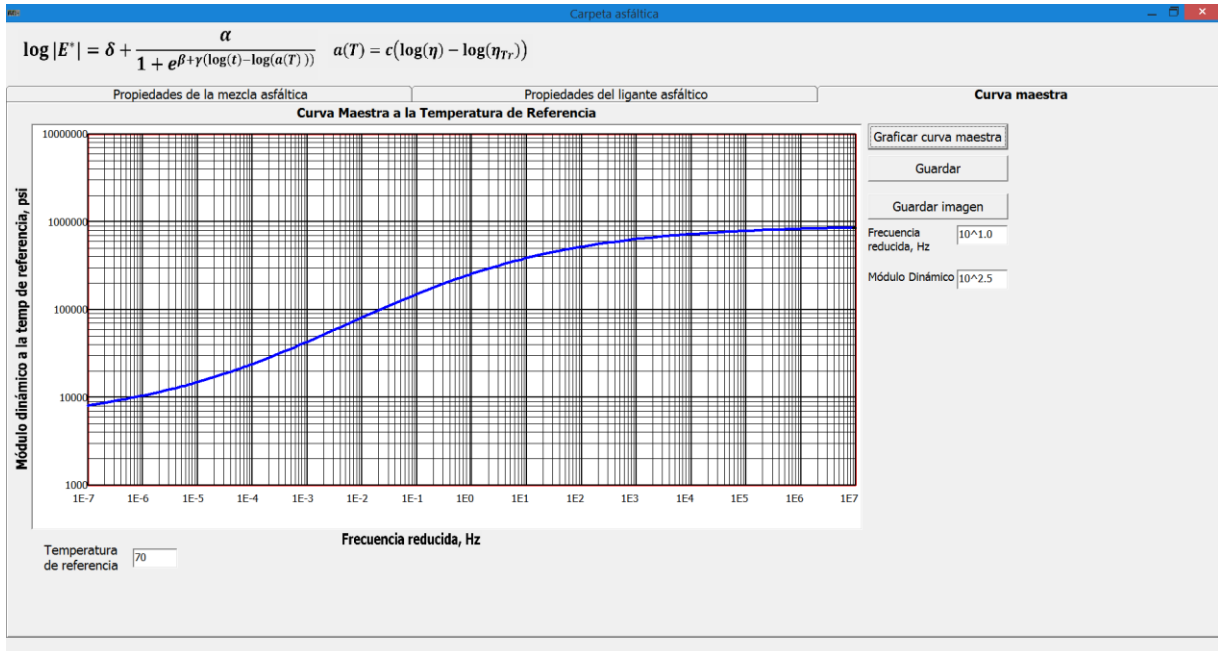 Carpeta asfáltica
log|E*| = δ + α / (1 + e^(β+γ(log(t)−log(a(T))))) a(T) = c(log(η) − log(η_Tr))
Propiedades de la mezcla asfáltica Propiedades del ligante asfáltico Curva maestra
Curva Maestra a la Temperatura de Referencia
Módulo dinámico a la temp de referencia, psi
10000000
1000000
100000
10000
1000
1E-7 1E-6 1E-5 1E-4 1E-3 1E-2 1E-1 1E0 1E1 1E2 1E3 1E4 1E5 1E6 1E7
Frecuencia reducida, Hz
Graficar curva maestra
Guardar
Guardar imagen
Frecuencia
reducida, Hz 10^1.0
Módulo Dinámico 10^2.5
Temperatura
de referencia 70